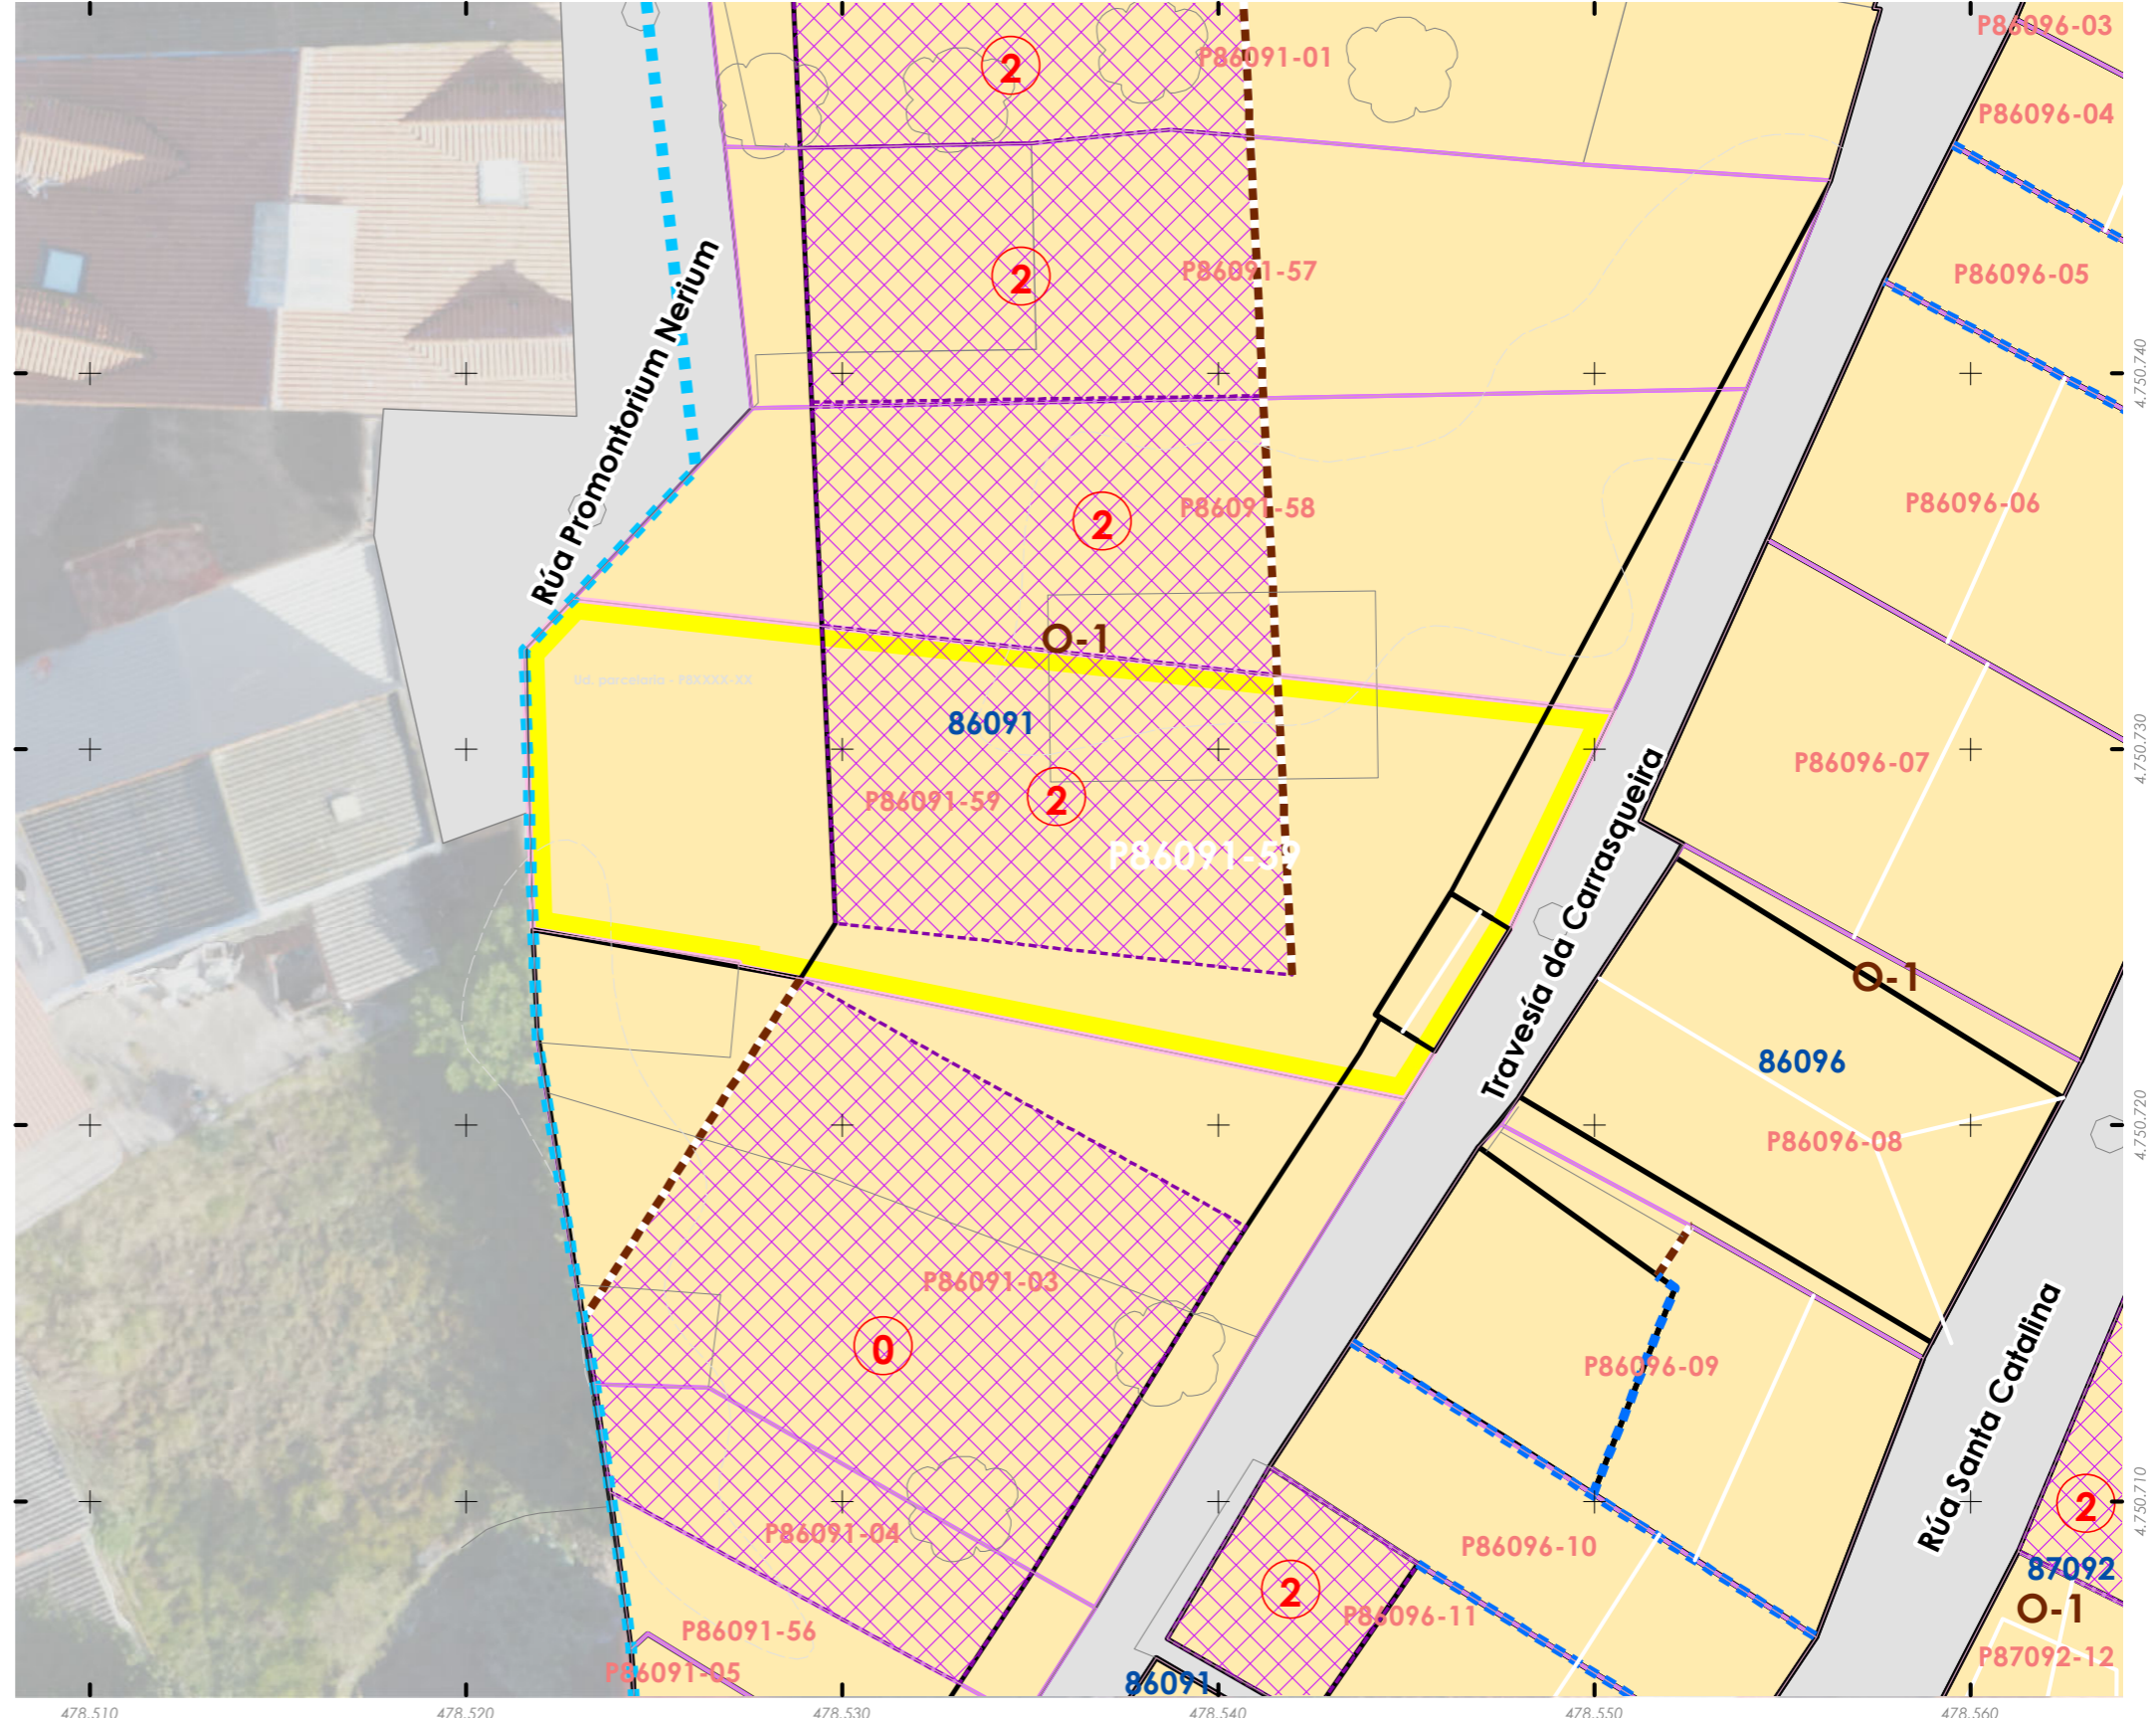 P86096-03
P86091-01
2
P86096-04
P86091-57
2
P86096-05
Rúa Promontorium Nerium
4.750.740
P86091-58
2
P86096-06
O-1
Ud. parcelaria - P8XXXX-XX
86091
4.750.730
P86096-07
P86091-59
2
P86091-59
Travesía da Carrasqueira
O-1
86096
4.750.720
P86096-08
P86091-03
0
P86096-09
Rúa Santa Catalina
4.750.710
2
P86091-04
P86096-10
87092
2
O-1
P86091-56
P86096-11
P86091-05
P87092-12
86091
478.510
478.520
478.530
478.540
478.550
478.560